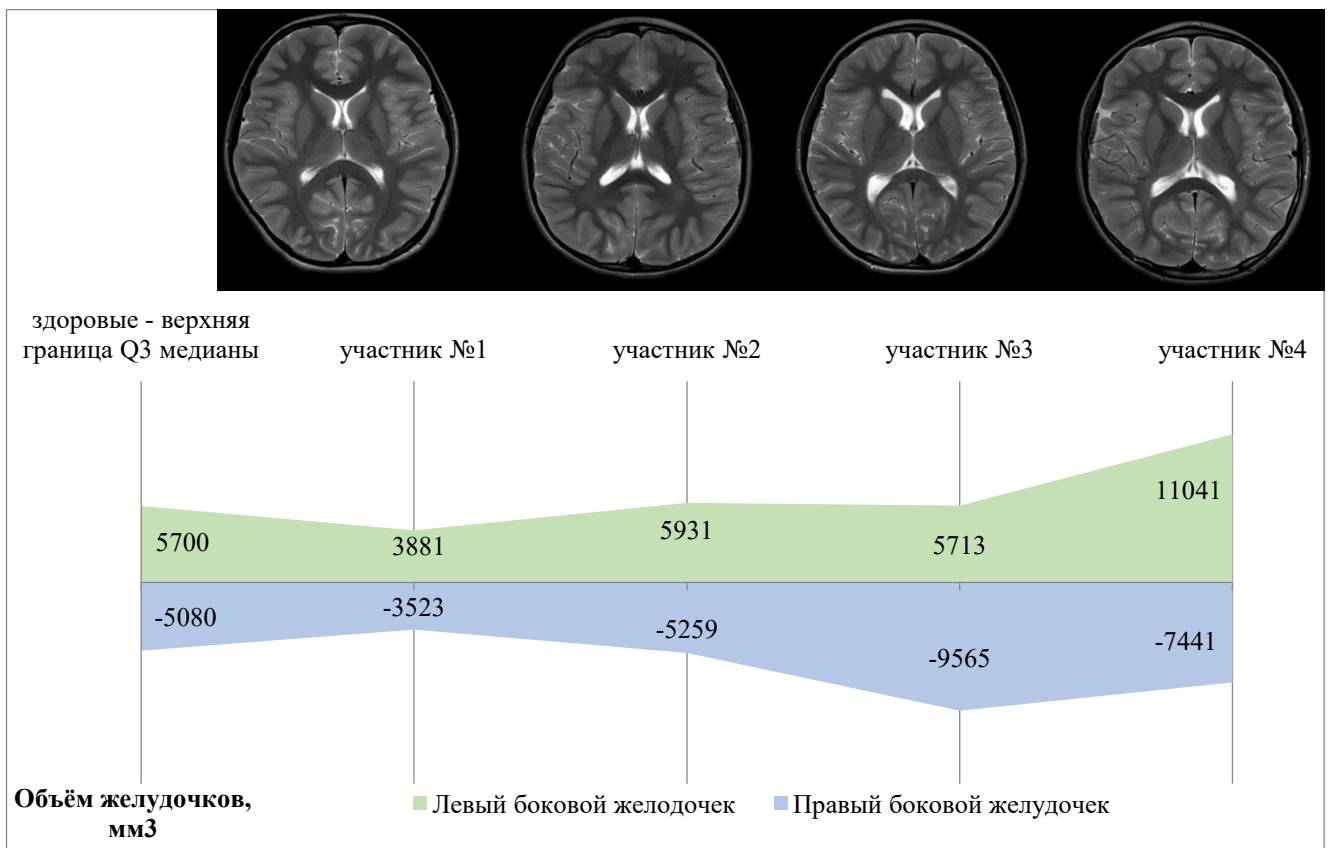 здоровые - верхняя
граница Q3 медианы
участник №1
участник №2
участник №3
участник №4
5700
3881
5931
5713
11041
-5080
-3523
-5259
-9565
-7441
Объём желудочков,
мм3
Левый боковой желодочек
Правый боковой желудочек